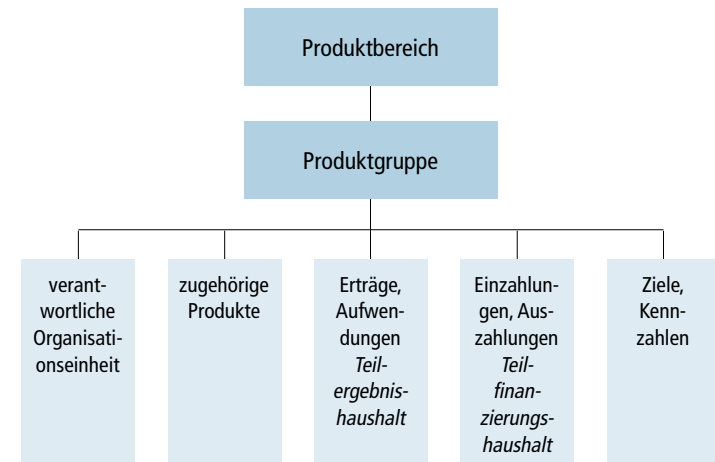 Produktbereich
Produktgruppe
verant-
wortliche
Organisati-
onseinheit
zugehörige
Produkte
Erträge,
Aufwen-
dungen
Teil-
ergebnis-
haushalt
Einzahlun-
gen, Aus-
zahlungen
Teil-
finan-
zierungs-
haushalt
Ziele,
Kenn-
zahlen